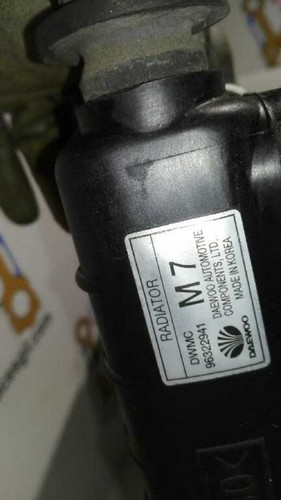 RADIATOR
M 7
DWMC
96322941
DAEWOO AUTOMOTIVE
COMPONENTS, LTD.
MADE IN KOREA
DAEWOO